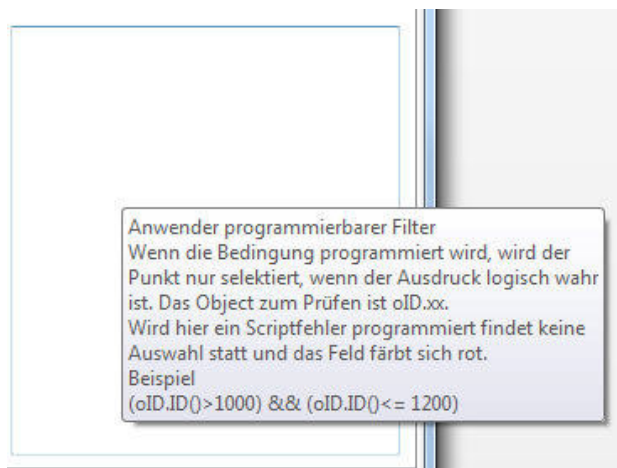 Anwender programmierbarer Filter
Wenn die Bedingung programmiert wird, wird der
Punkt nur selektiert, wenn der Ausdruck logisch wahr
ist. Das Object zum Prüfen ist oID.xx.
Wird hier ein Scriptfehler programmiert findet keine
Auswahl statt und das Feld färbt sich rot.
Beispiel
(oID.ID()>1000) && (oID.ID()<= 1200)